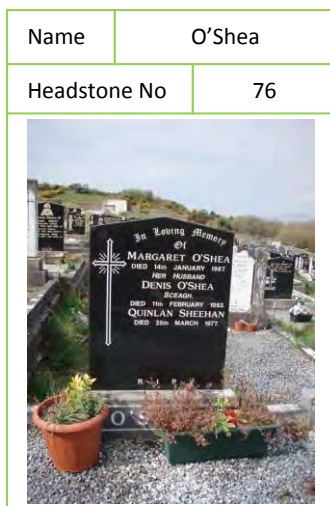 Name
O'Shea
Headstone No
76
In Loving Memory
Of
MARGARET O'SHEA
DIED 14th JANUARY 1987
HER HUSBAND
DENIS O'SHEA
SCEAGH.
DIED 11th FEBRUARY
QUINLAN SHEEHAN
DIED 25th MARCH 1977
R. I. P.
O'S